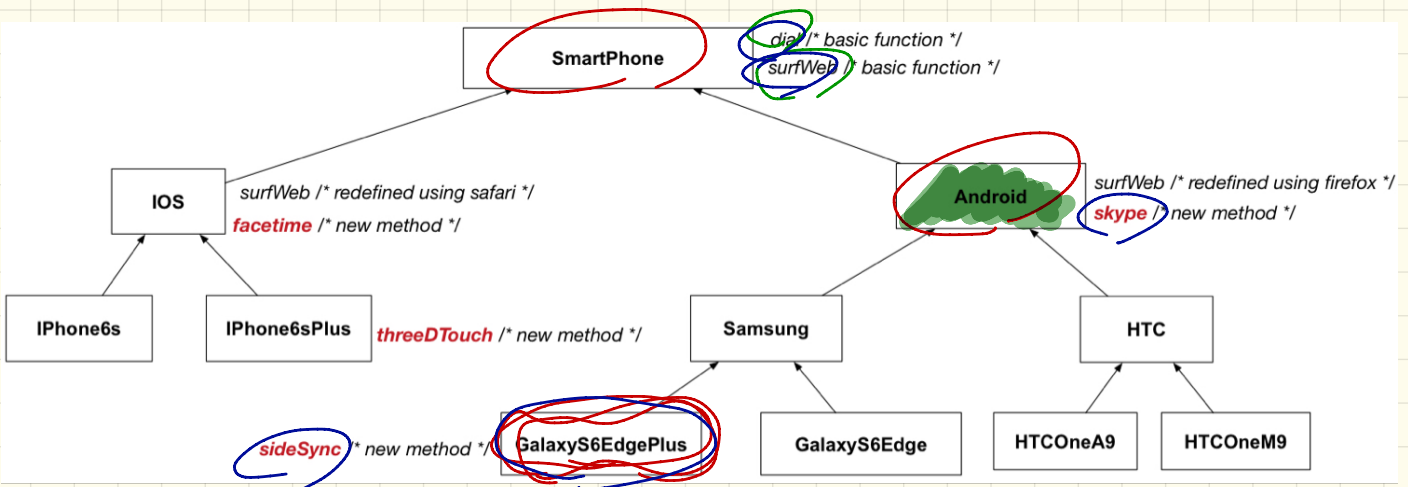 SmartPhone
dial /* basic function */
surfWeb /* basic function */
IOS
surfWeb /* redefined using safari */
facetime /* new method */
Android
surfWeb /* redefined using firefox */
skype /* new method */
IPhone6s
IPhone6sPlus
threeDTouch /* new method */
Samsung
HTC
sideSync /* new method */
GalaxyS6EdgePlus
GalaxyS6Edge
HTCOneA9
HTCOneM9